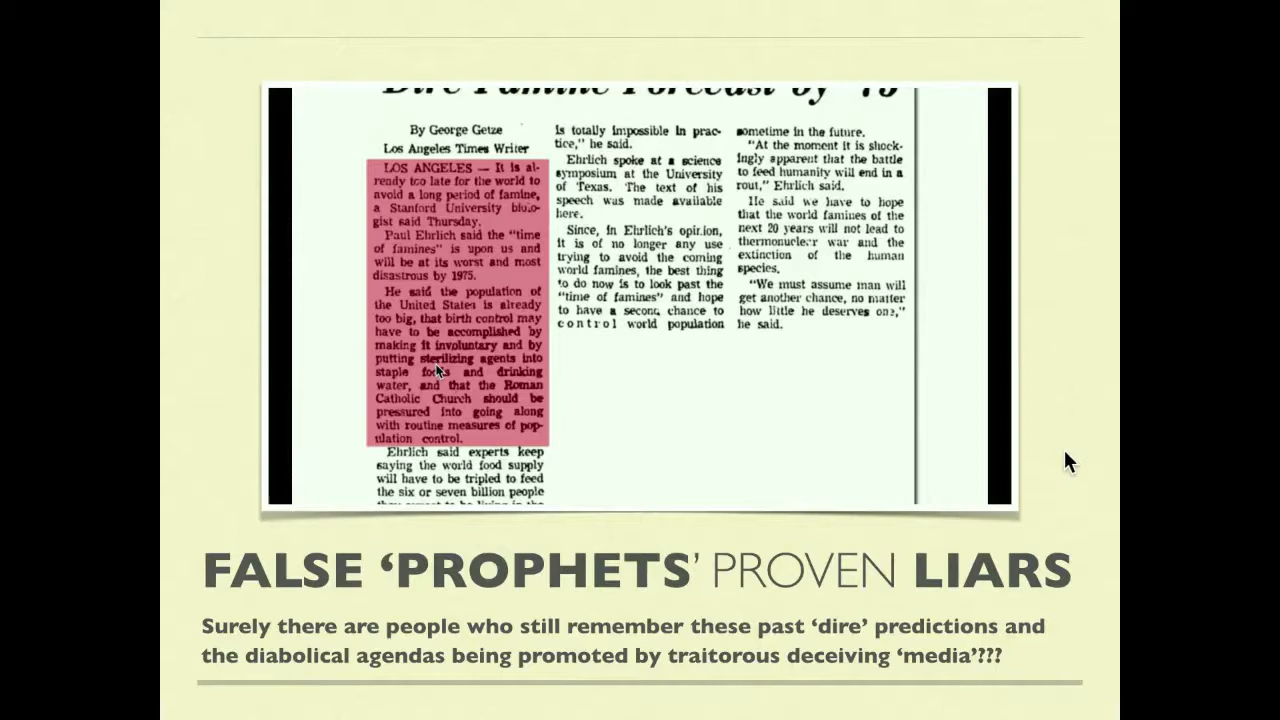 Dire Famine Forecast by '75
By George Getze
Los Angeles Times Writer
LOS ANGELES — It is al-
ready too late for the world to
avoid a long period of famine,
a Stanford University biolo-
gist said Thursday.
Paul Ehrlich said the "time
of famines" is upon us and
will be at its worst and most
disastrous by 1975.
He said the population of
the United States is already
too big, that birth control may
have to be accomplished by
making it involuntary and by
putting sterilizing agents into
staple foods and drinking
water, and that the Roman
Catholic Church should be
pressured into going along
with routine measures of pop-
ulation control.
Ehrlich said experts keep
saying the world food supply
will have to be tripled to feed
the six or seven billion people
they expect to be living in the
is totally impossible in prac-
tice," he said.
Ehrlich spoke at a science
symposium at the University
of Texas. The text of his
speech was made available
here.
Since, in Ehrlich's opinion,
it is of no longer any use
trying to avoid the coming
world famines, the best thing
to do now is to look past the
"time of famines" and hope
to have a second chance to
control world population
sometime in the future.
"At the moment it is shock-
ingly apparent that the battle
to feed humanity will end in a
rout," Ehrlich said.
He said we have to hope
that the world famines of the
next 20 years will not lead to
thermonuclear war and the
extinction of the human
species.
"We must assume man will
get another chance, no matter
how little he deserves one,"
he said.
FALSE ‘PROPHETS’ PROVEN LIARS
Surely there are people who still remember these past ‘dire’ predictions and
the diabolical agendas being promoted by traitorous deceiving ‘media’???